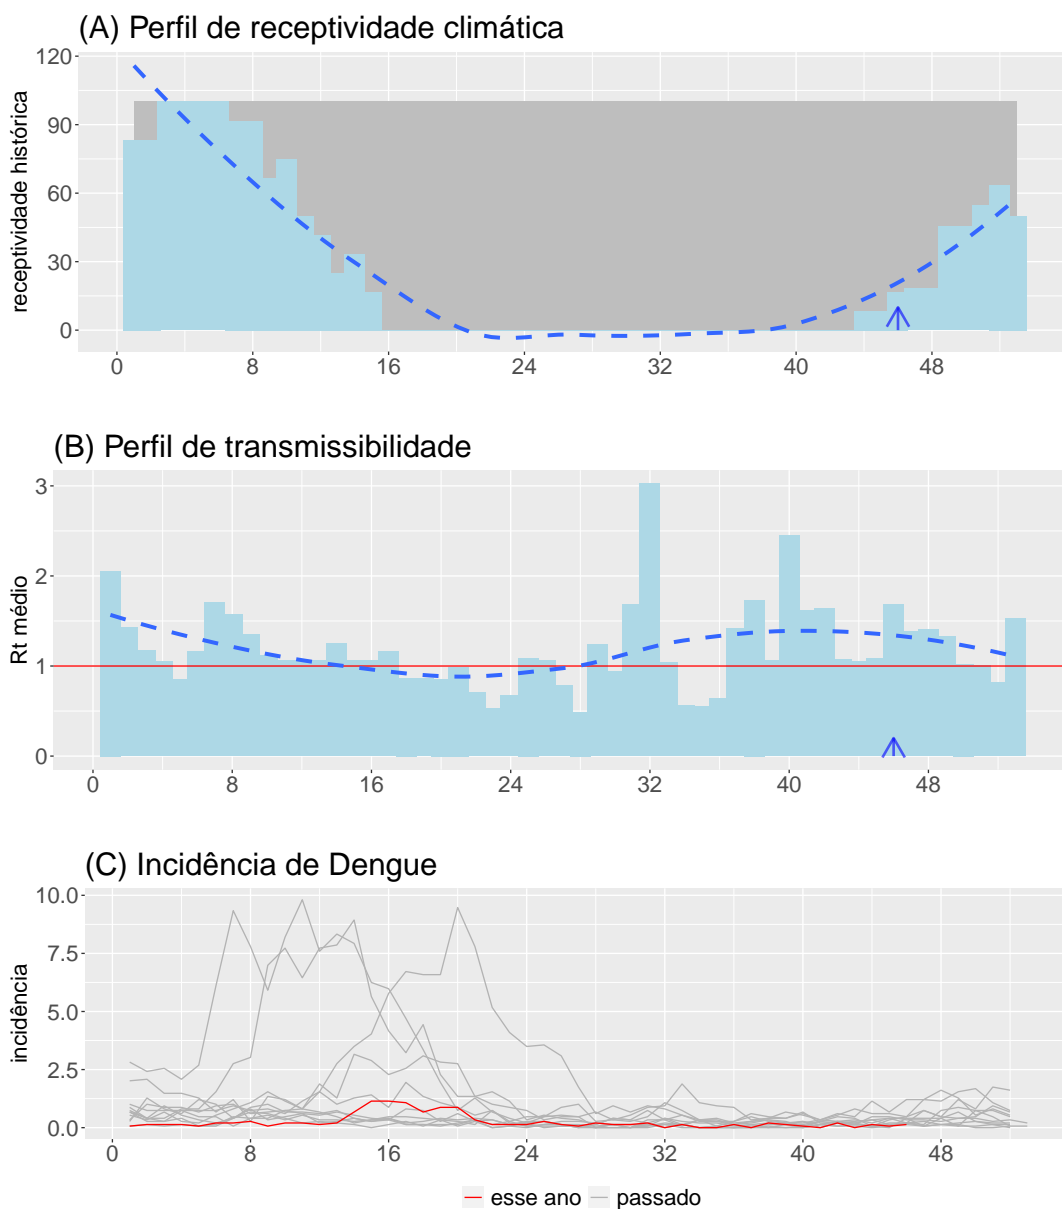 (A) Perfil de receptividade climática
receptividade histórica
120
90
60
30
0
0 8 16 24 32 40 48
(B) Perfil de transmissibilidade
Rt médio
3
2
1
0
0 8 16 24 32 40 48
(C) Incidência de Dengue
incidência
10.0
7.5
5.0
2.5
0.0
0 8 16 24 32 40 48
esse ano passado